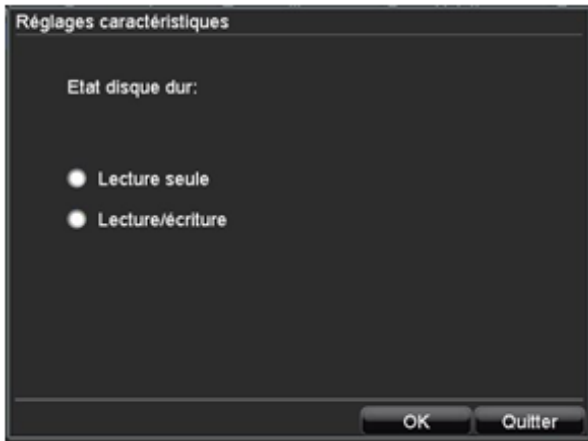 Réglages caractéristiques
Etat disque dur:
Lecture seule
Lecture/écriture
OK Quitter